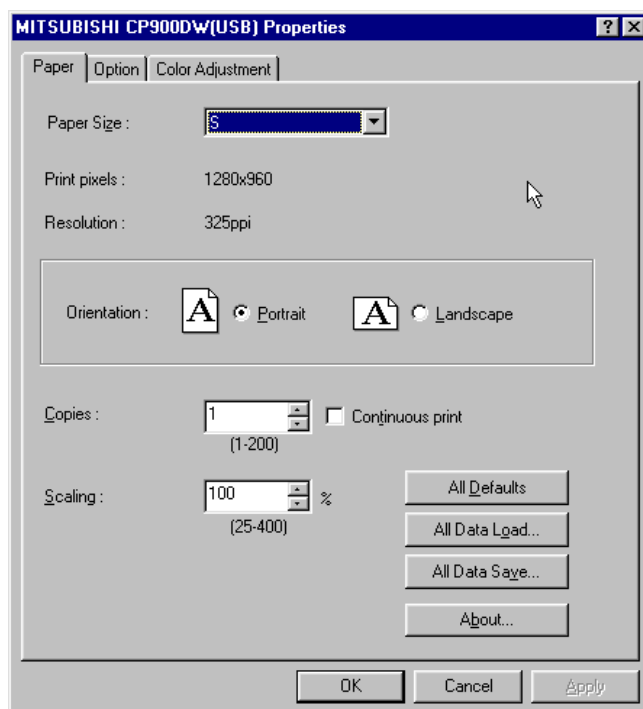 MITSUBISHI CP900DW(USB) Properties
Paper Option Color Adjustment
Paper Size : S
Print pixels : 1280x960
Resolution : 325ppi
Orientation : A Portrait A Landscape
Copies : 1 Continuous print
(1-200)
Scaling : 100 %
(25-400)
All Defaults
All Data Load...
All Data Save...
About...
OK Cancel Apply